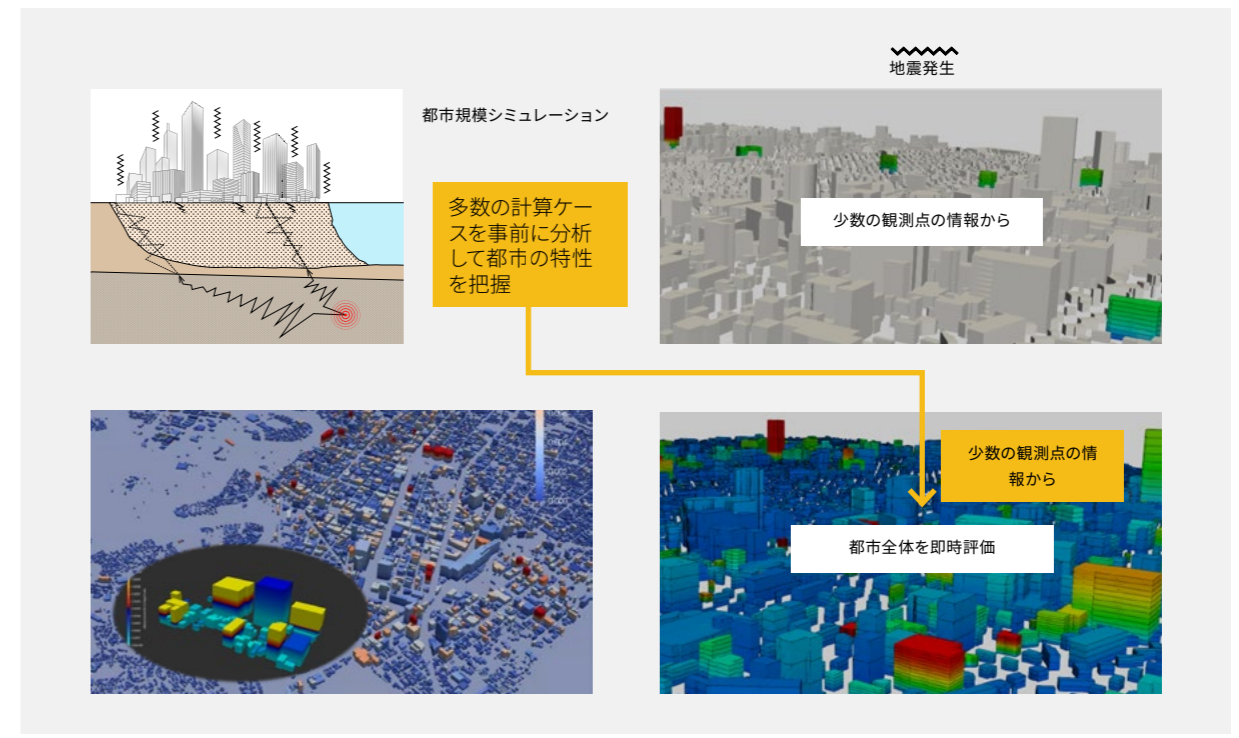 地震発生
都市規模シミュレーション
多数の計算ケー
スを事前に分析
して都市の特性
を把握
少数の観測点の情報から
少数の観測点の情
報から
都市全体を即時評価